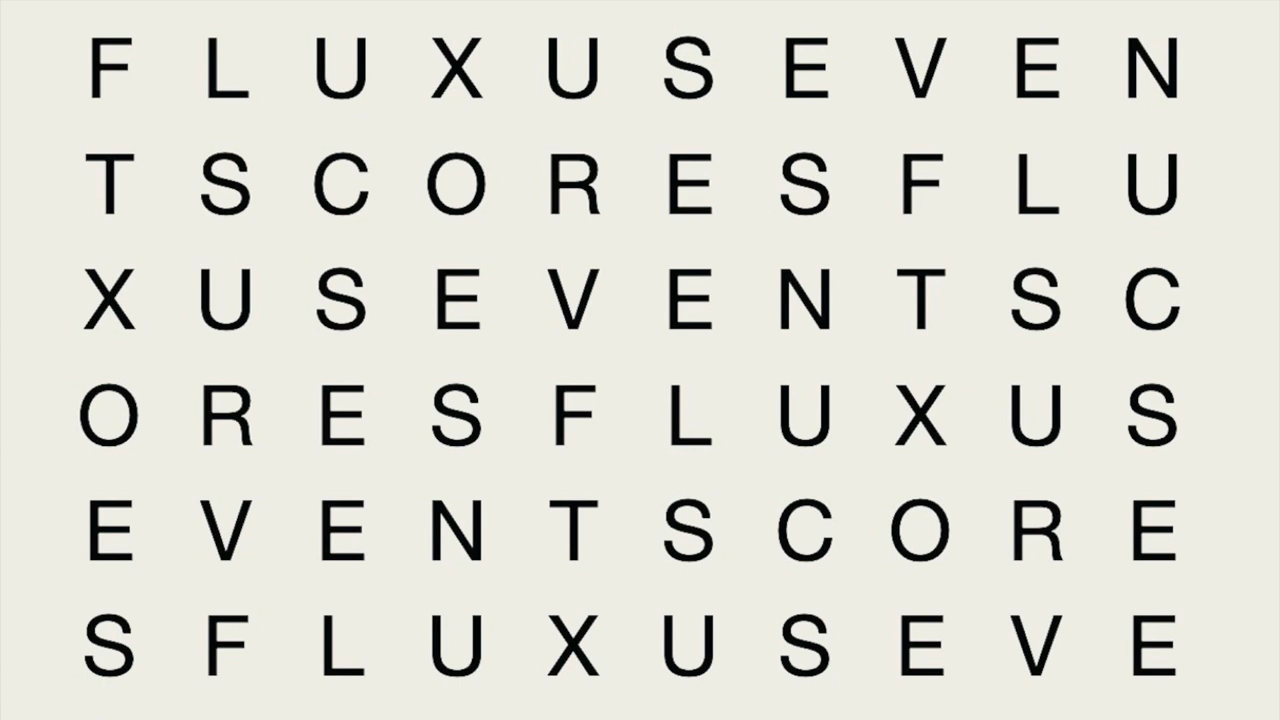 F L U X U S E V E N
T S C O R E S F L U
X U S E V E N T S C
O R E S F L U X U S
E V E N T S C O R E
S F L U X U S E V E